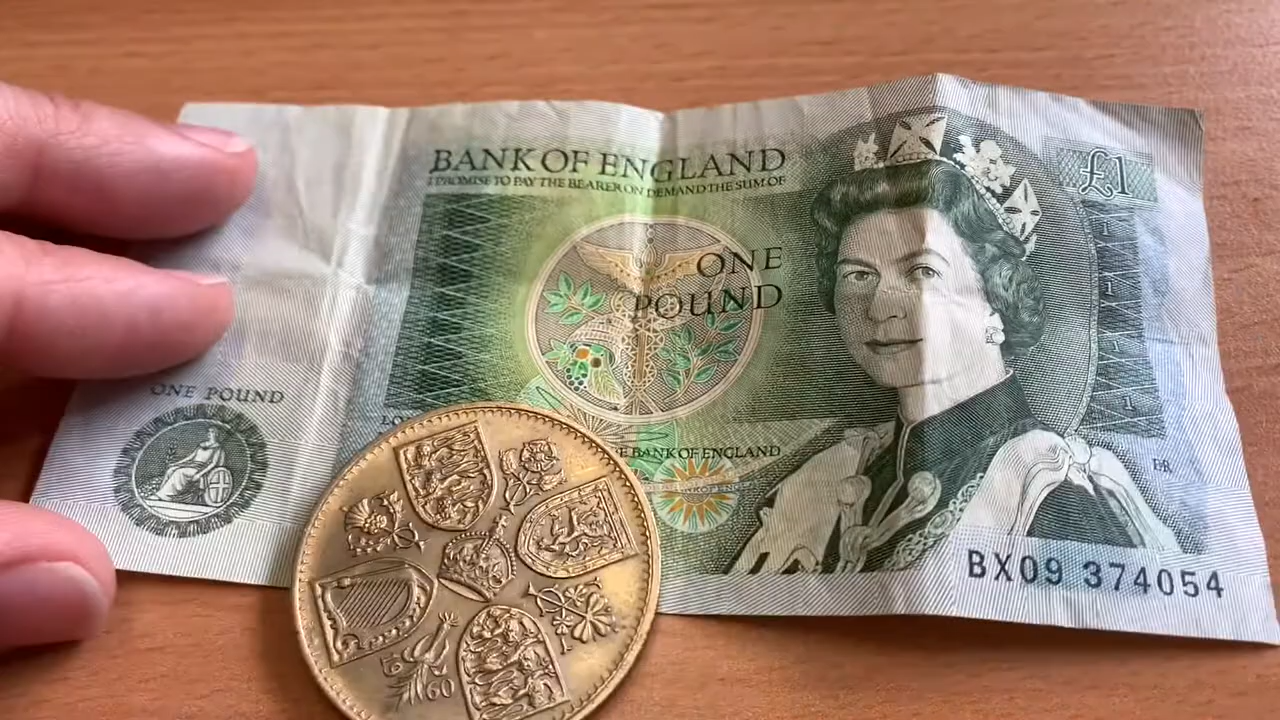 BANK OF ENGLAND
I PROMISE TO PAY THE BEARER ON DEMAND THE SUM OF
£1
ONE
POUND
ONE POUND
BANK OF ENGLAND
BX09 374054
1960